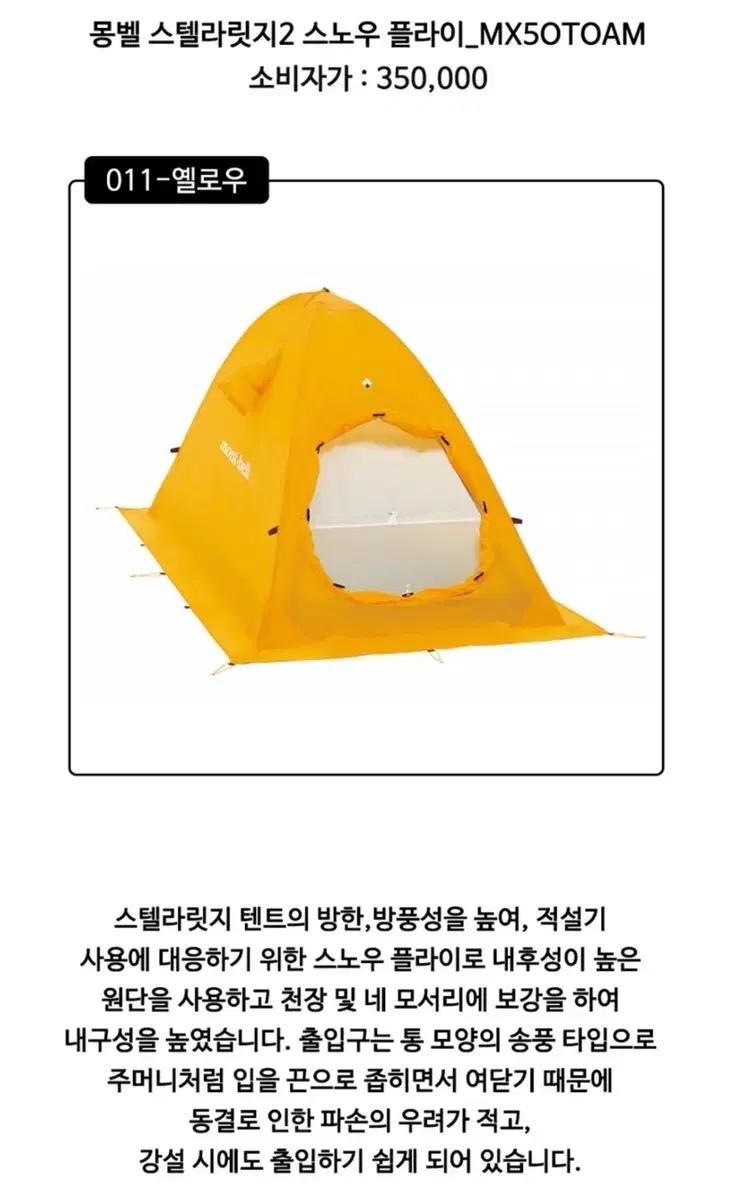 몽벨 스텔라릿지2 스노우 플라이_MX5OTOAM
소비자가 : 350,000
011-옐로우
mont-bell
스텔라릿지 텐트의 방한,방풍성을 높여, 적설기
사용에 대응하기 위한 스노우 플라이로 내후성이 높은
원단을 사용하고 천장 및 네 모서리에 보강을 하여
내구성을 높였습니다. 출입구는 통 모양의 송풍 타입으로
주머니처럼 입을 끈으로 좁히면서 여닫기 때문에
동결로 인한 파손의 우려가 적고,
강설 시에도 출입하기 쉽게 되어 있습니다.